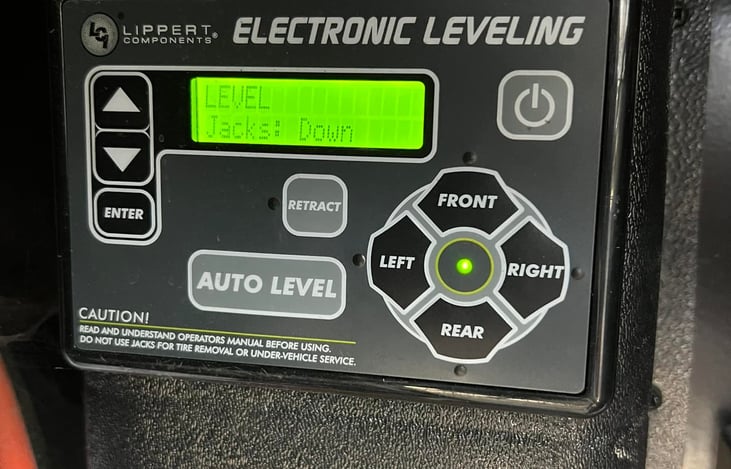 LCI LIPPERT COMPONENTS® ELECTRONIC LEVELING
LEVEL
Jacks: Down
ENTER
RETRACT
AUTO LEVEL
FRONT
LEFT
RIGHT
REAR
CAUTION!
READ AND UNDERSTAND OPERATORS MANUAL BEFORE USING.
DO NOT USE JACKS FOR TIRE REMOVAL OR UNDER-VEHICLE SERVICE.